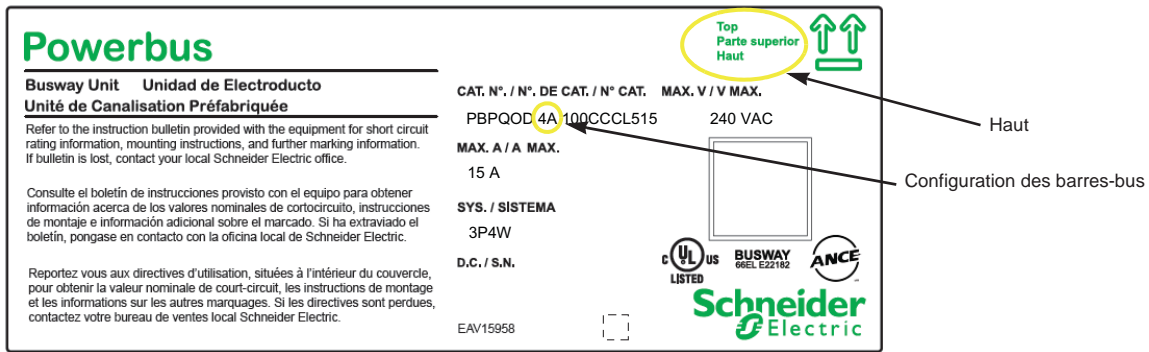 Powerbus
Busway Unit Unidad de Electroducto
Unité de Canalisation Préfabriquée
Refer to the instruction bulletin provided with the equipment for short circuit
rating information, mounting instructions, and further marking information.
If bulletin is lost, contact your local Schneider Electric office.
Consulte el boletín de instrucciones provisto con el equipo para obtener
información acerca de los valores nominales de cortocircuito, instrucciones
de montaje e información adicional sobre el marcado. Si ha extraviado el
boletín, pongase en contacto con la oficina local de Schneider Electric.
Reportez vous aux directives d'utilisation, situées à l'intérieur du couvercle,
pour obtenir la valeur nominale de court-circuit, les instructions de montage
et les informations sur les autres marquages. Si les directives sont perdues,
contactez votre bureau de ventes local Schneider Electric.
Top
Parte superior
Haut
CAT. N°. / N°. DE CAT. / N° CAT. MAX. V / V MAX.
PBPQOD 4A 100CCCL515 240 VAC
MAX. A / A MAX.
15 A
SYS. / SISTEMA
3P4W
D.C. / S.N.
EAV15958
C UL US
LISTED
BUSWAY
66EL E22182
ANCE
Schneider
Electric
Haut
Configuration des barres-bus